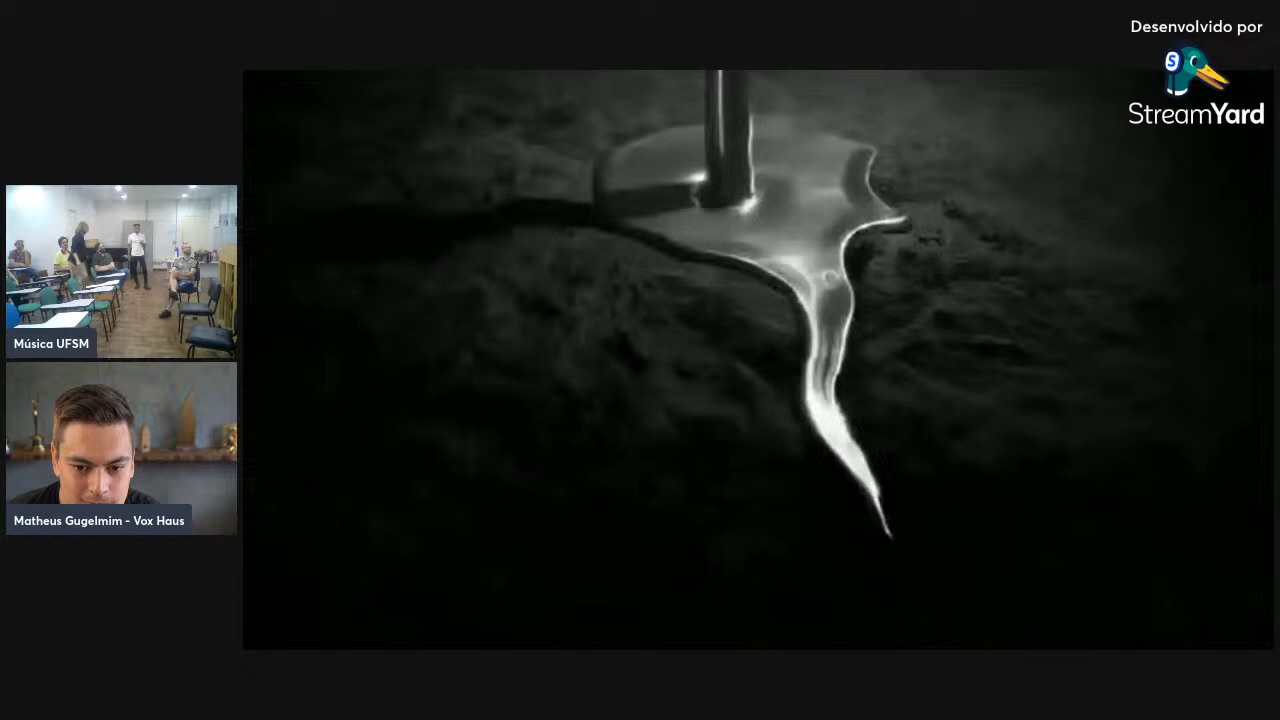 Desenvolvido por
StreamYard
Música UFSM
Matheus Gugelmim - Vox Haus